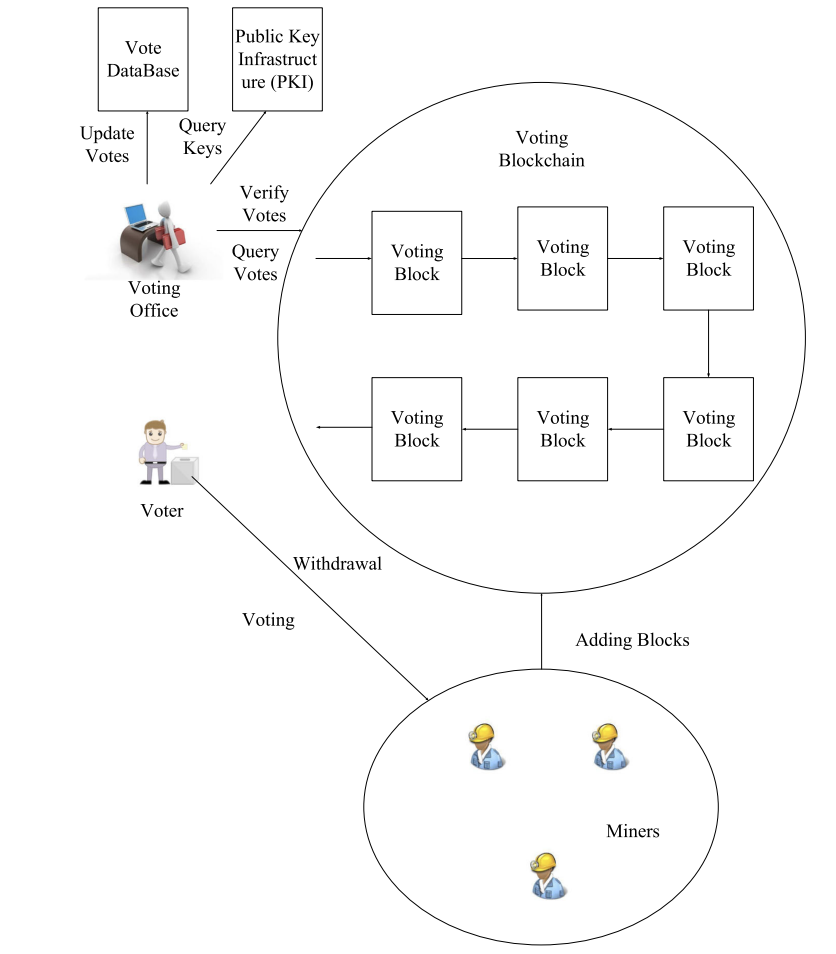 Vote
DataBase
Public Key
Infrastruct
ure (PKI)
Update
Votes
Query
Keys
Voting
Blockchain
Verify
Votes
Query
Votes
Voting
Office
Voting
Block
Voting
Block
Voting
Block
Voting
Block
Voting
Block
Voting
Block
Voter
Withdrawal
Voting
Adding Blocks
Miners